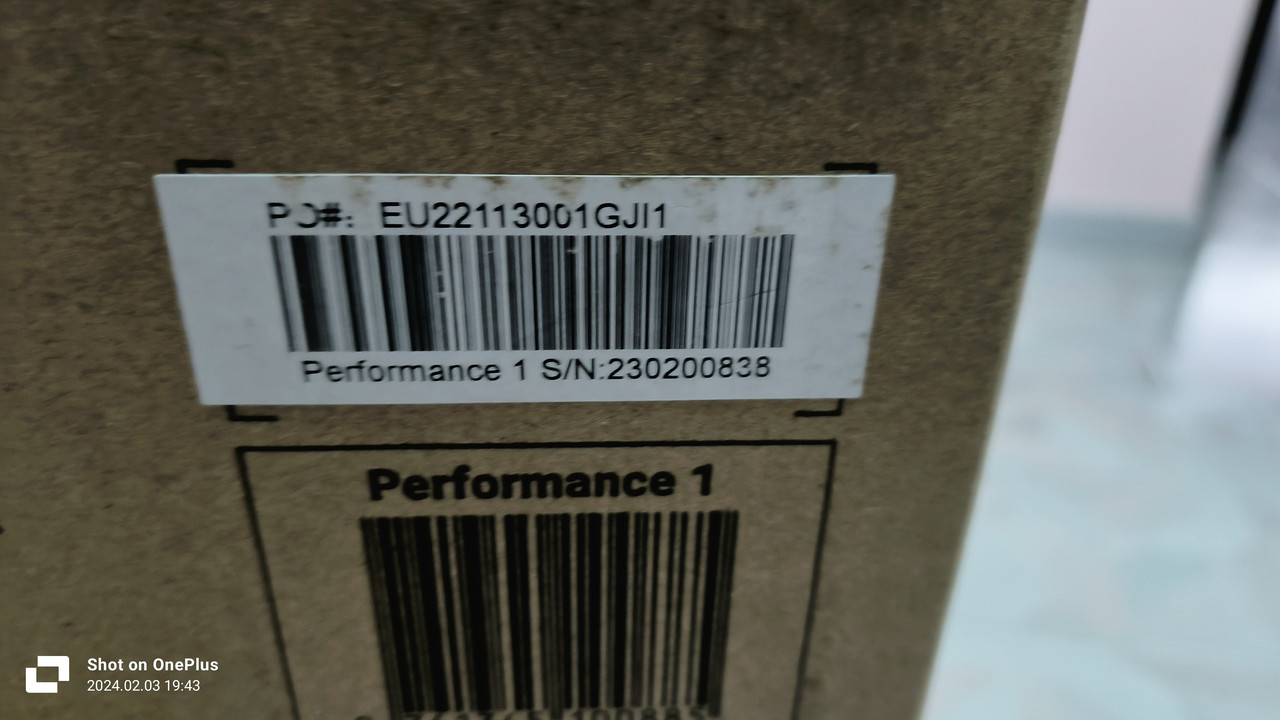 PO#: EU22113001GJI1
Performance 1 S/N:230200838
Performance 1
Shot on OnePlus
2024.02.03 19:43